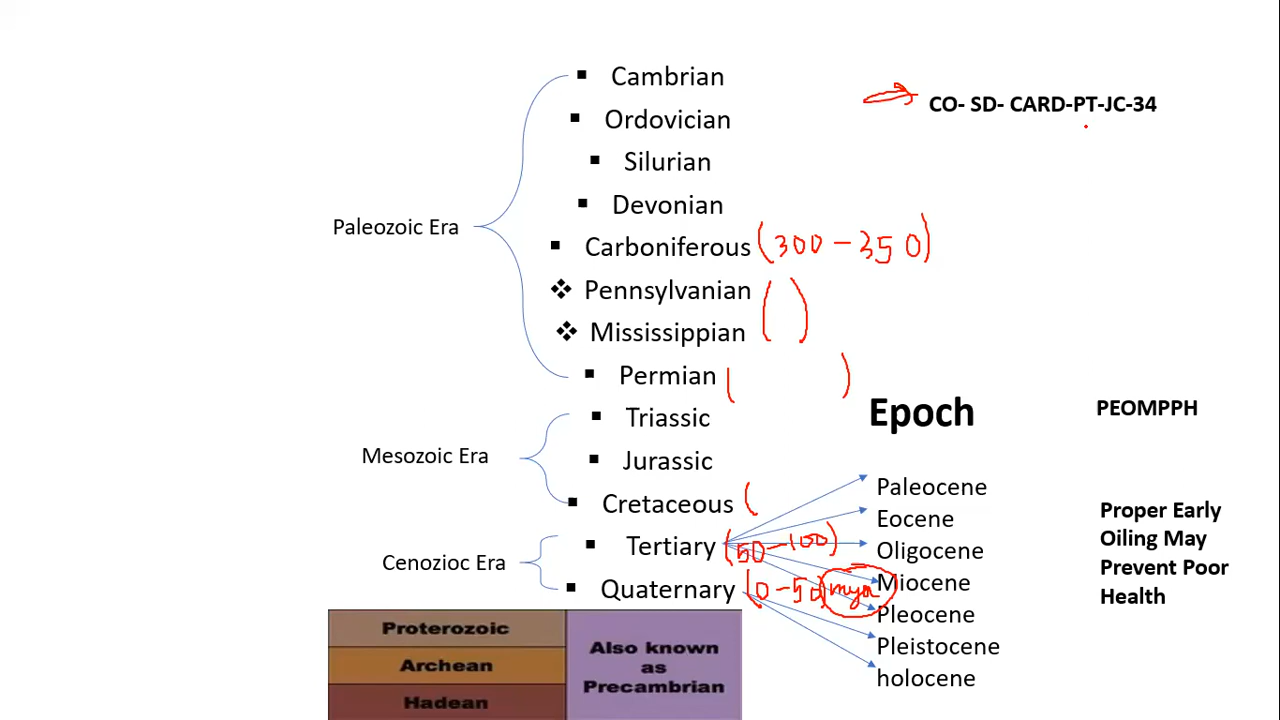 Cambrian
CO- SD- CARD-PT-JC-34
Ordovician
Silurian
Devonian
Paleozoic Era
Carboniferous (300-350)
Pennsylvanian ( )
Mississippian
Permian ( )
Epoch
PEOMPPH
Triassic
Mesozoic Era
Jurassic
Cretaceous (
Cenozioc Era
Tertiary (50-100)
Quaternary (0-50) mya
Paleocene
Eocene
Oligocene
Miocene
Pleocene
Pleistocene
holocene
Proper Early
Oiling May
Prevent Poor
Health
Proterozoic
Archean
Hadean
Also known
as
Precambrian